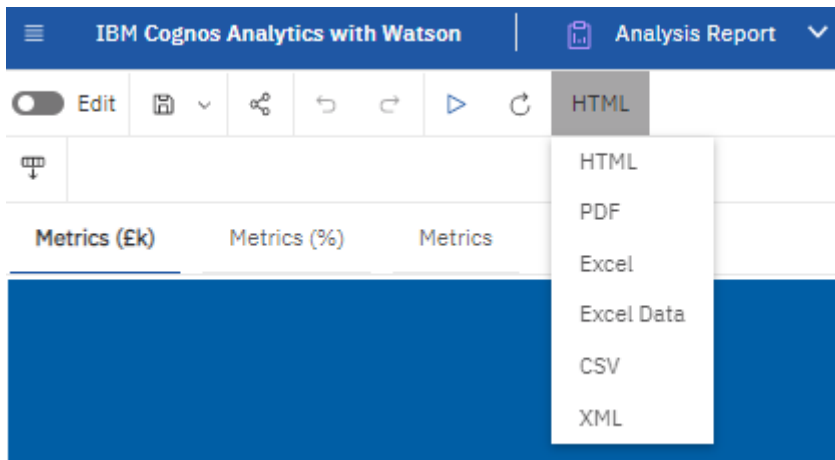 IBM Cognos Analytics with Watson Analysis Report
Edit HTML
HTML
PDF
Metrics (£k) Metrics (%) Metrics
Excel
Excel Data
CSV
XML